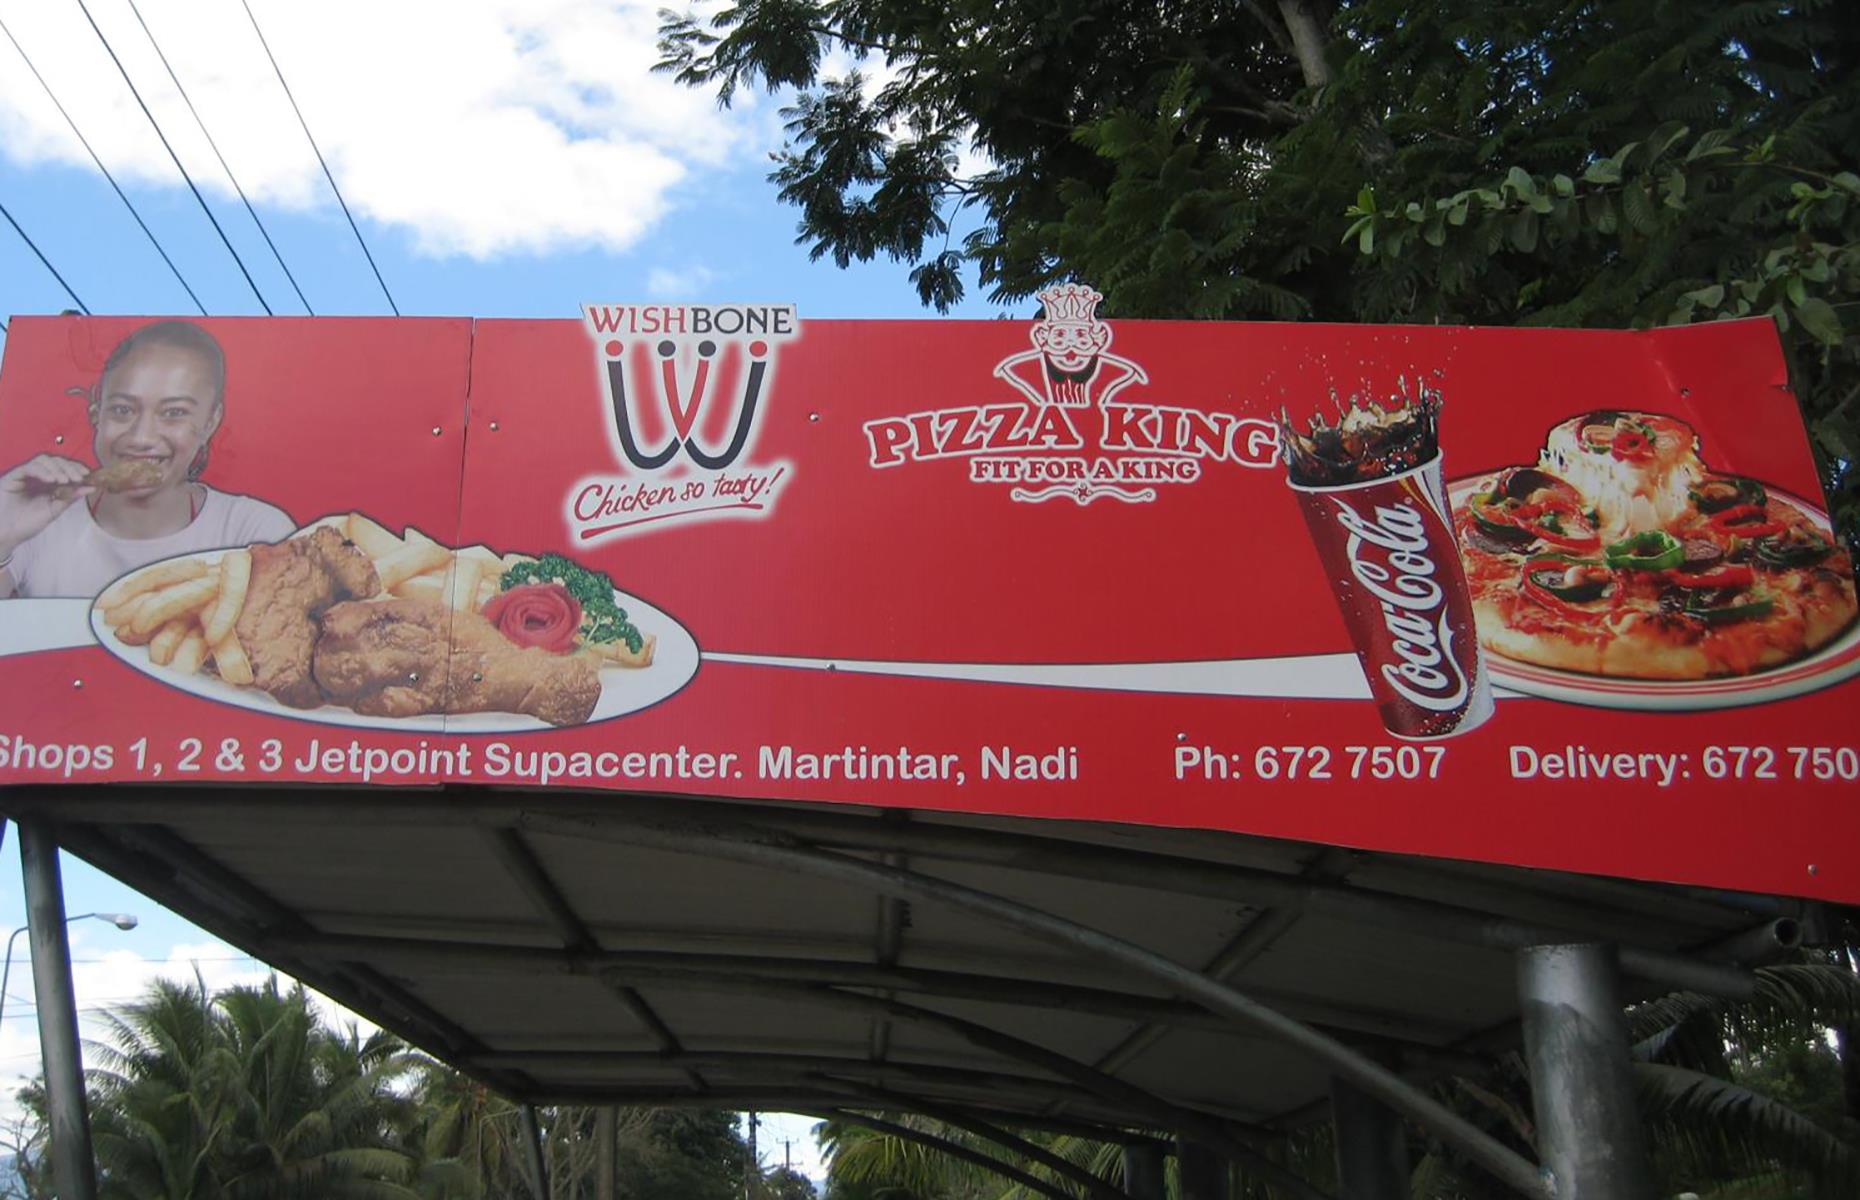 WISHBONE
Chicken so tasty!
PIZZA KING
FIT FOR A KING
Coca-Cola
Shops 1, 2 & 3 Jetpoint Supacenter. Martintar, Nadi Ph: 672 7507 Delivery: 672 750